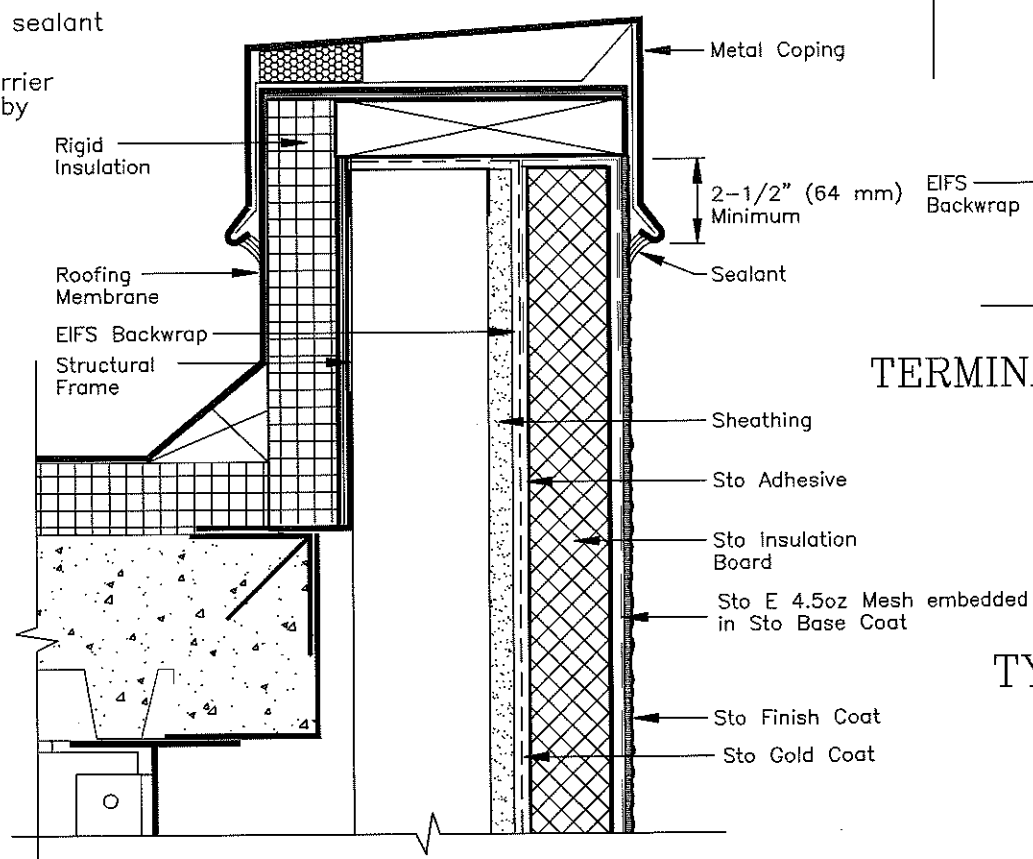 sealant
rrier
by
Rigid
Insulation
Roofing
Membrane
EIFS Backwrap
Structural
Frame
Metal Coping
2-1/2" (64 mm)
Minimum
EIFS
Backwrap
Sealant
TERMINA
Sheathing
Sto Adhesive
Sto Insulation
Board
Sto E 4.5oz Mesh embedded
in Sto Base Coat
TY
Sto Finish Coat
Sto Gold Coat